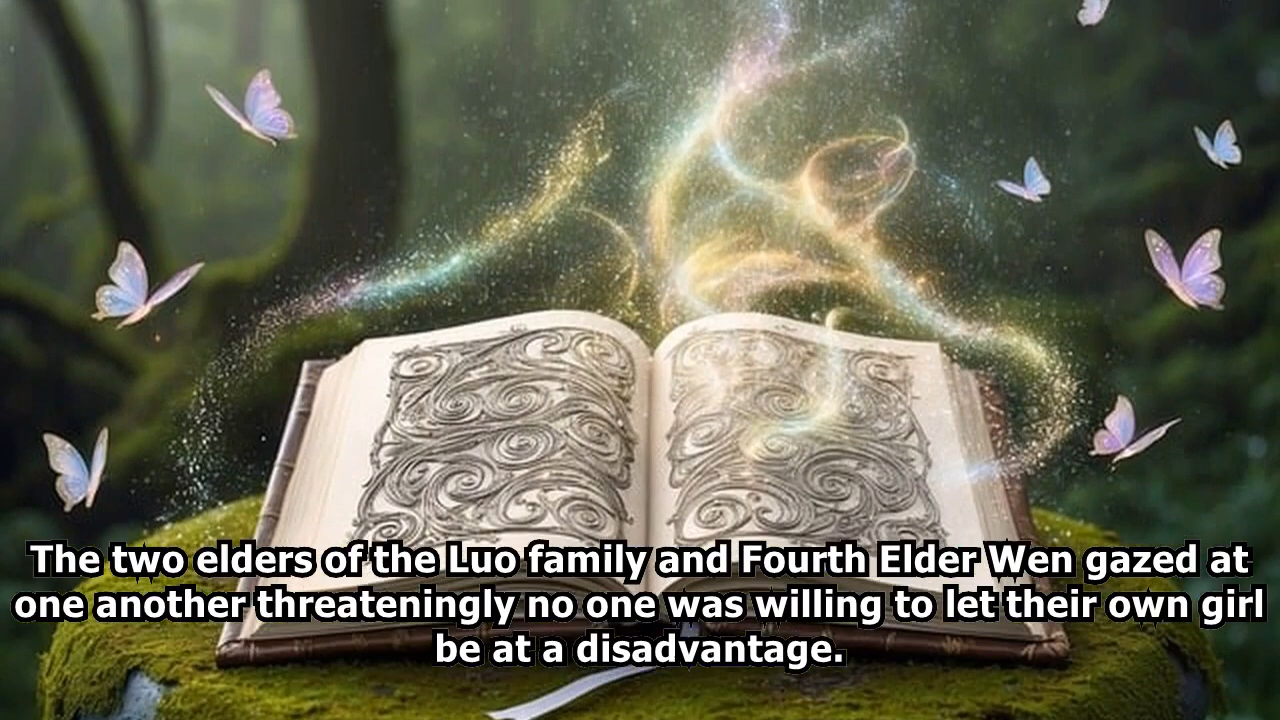 The two elders of the Luo family and Fourth Elder Wen gazed at
one another threateningly no one was willing to let their own girl
be at a disadvantage.